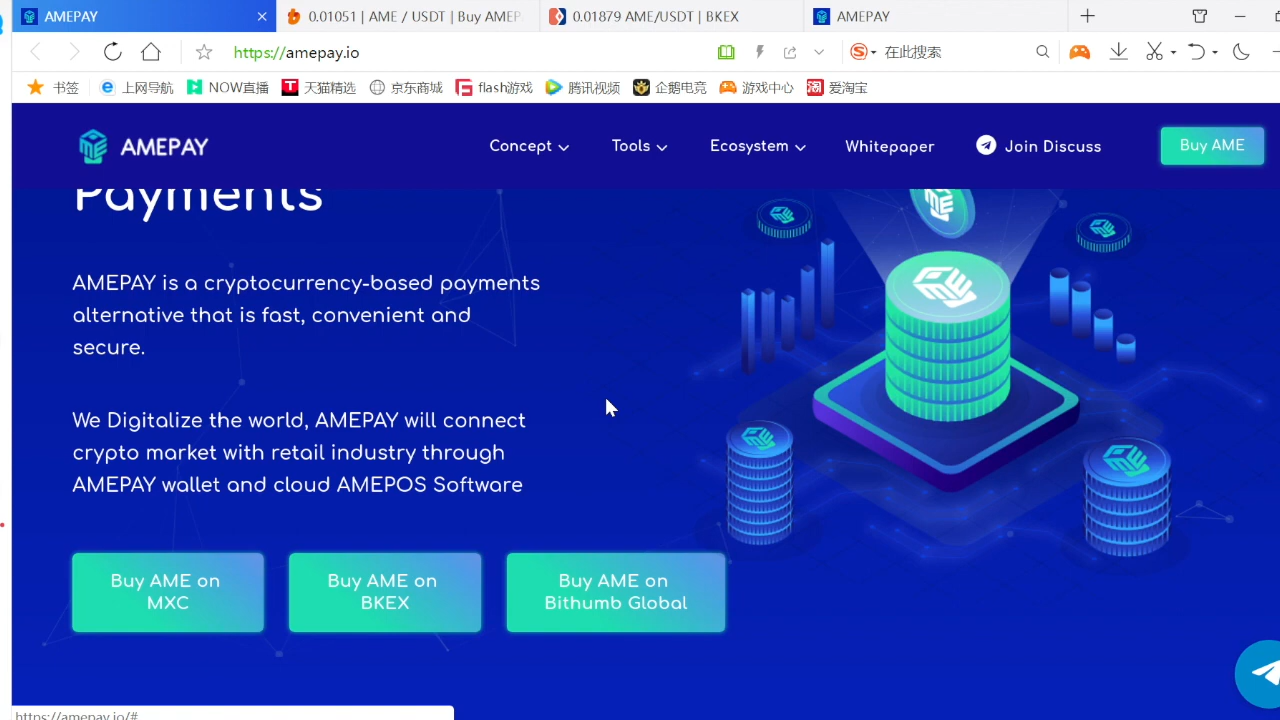 AMEPAY
0.01051 | AME / USDT | Buy AMEP
0.01879 AME/USDT | BKEX
AMEPAY
https://amepay.io
在此搜索
书签
上网导航
NOW直播
天猫精选
京东商城
flash游戏
腾讯视频
企鹅电竞
游戏中心
爱淘宝
AMEPAY
Concept
Tools
Ecosystem
Whitepaper
Join Discuss
Buy AME
Payments
AMEPAY is a cryptocurrency-based payments
alternative that is fast, convenient and
secure.
We Digitalize the world, AMEPAY will connect
crypto market with retail industry through
AMEPAY wallet and cloud AMEPOS Software
Buy AME on
MXC
Buy AME on
BKEX
Buy AME on
Bithumb Global
https://amepay.io/#